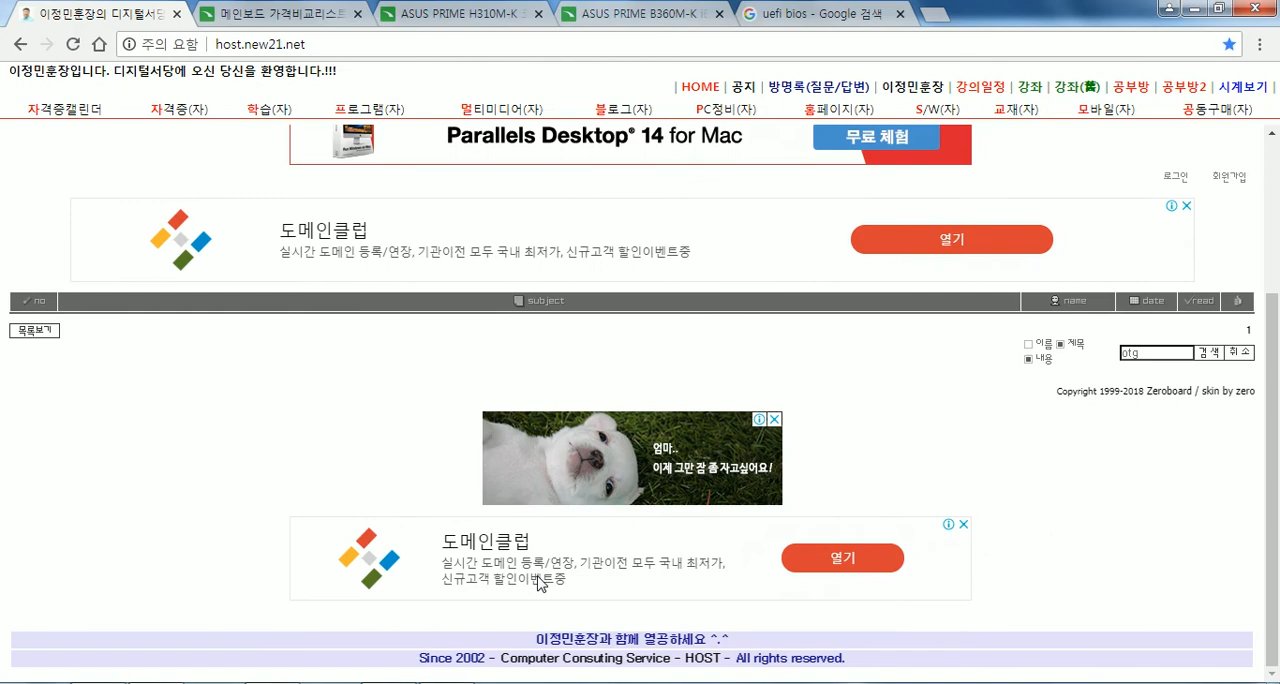 이정민훈장의 디지털서당
메인보드 가격비교리스트
ASUS PRIME H310M-K 코
ASUS PRIME B360M-K
uefi bios - Google 검색
주의 요함
host.new21.net
이정민훈장입니다. 디지털서당에 오신 당신을 환영합니다.!!!
| HOME | 공지 | 방명록(질문/답변) | 이정민훈장 | 강의일정 | 강좌 | 강좌(舊) | 공부방 | 공부방2 | 시계보기 |
자격증캘린더 자격증(자) 학습(자) 프로그램(자) 멀티미디어(자) 블로그(자) PC정비(자) 홈페이지(자) S/W(자) 교재(자) 모바일(자) 공동구매(자)
Parallels Desktop® 14 for Mac
무료 체험
로그인 회원가입
도메인클럽
실시간 도메인 등록/연장, 기관이전 모두 국내 최저가, 신규고객 할인이벤트중
열기
no subject name date read
목록보기
1
이름 제목
내용
otg
검색 취소
Copyright 1999-2018 Zeroboard / skin by zero
엄마..
이제 그만 잠 좀 자고싶어요!
도메인클럽
실시간 도메인 등록/연장, 기관이전 모두 국내 최저가,
신규고객 할인이벤트중
열기
이정민훈장과 함께 열공하세요 ^.^
Since 2002 - Computer Consuting Service - HOST - All rights reserved.